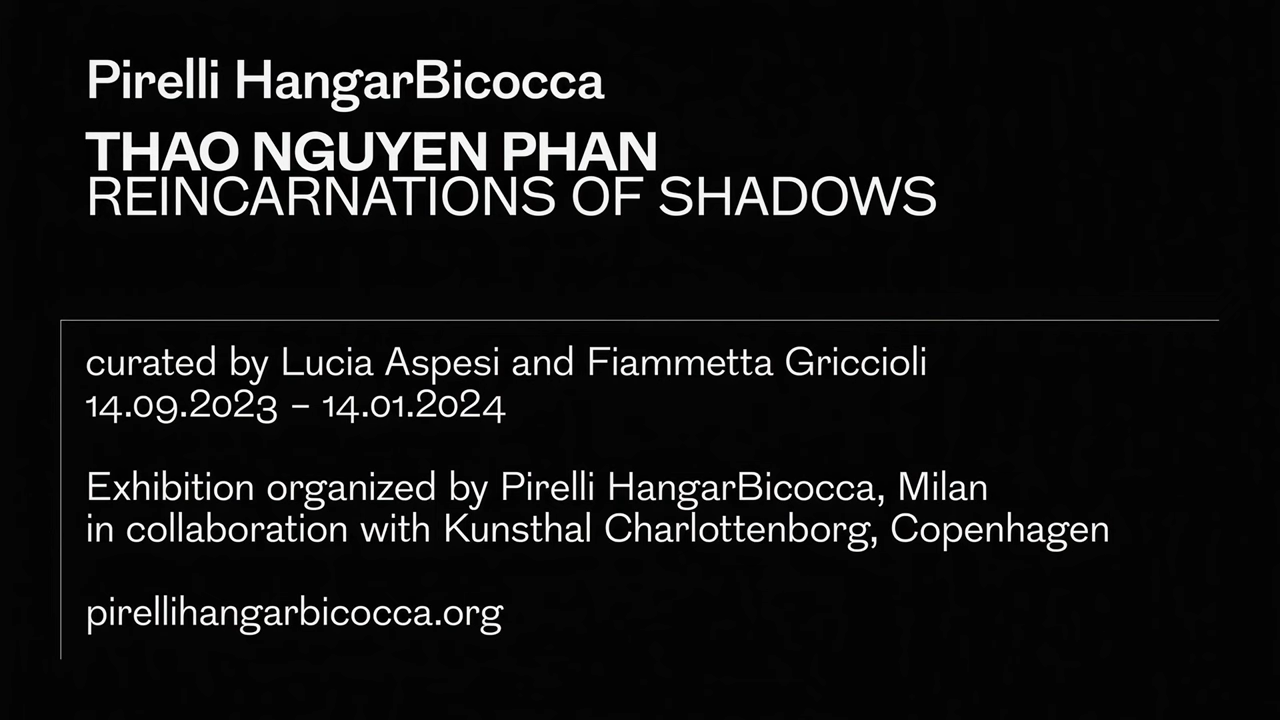 Pirelli HangarBicocca
THAO NGUYEN PHAN
REINCARNATIONS OF SHADOWS
curated by Lucia Aspesi and Fiammetta Griccioli
14.09.2023 – 14.01.2024
Exhibition organized by Pirelli HangarBicocca, Milan
in collaboration with Kunsthal Charlottenborg, Copenhagen
pirellihangarbicocca.org